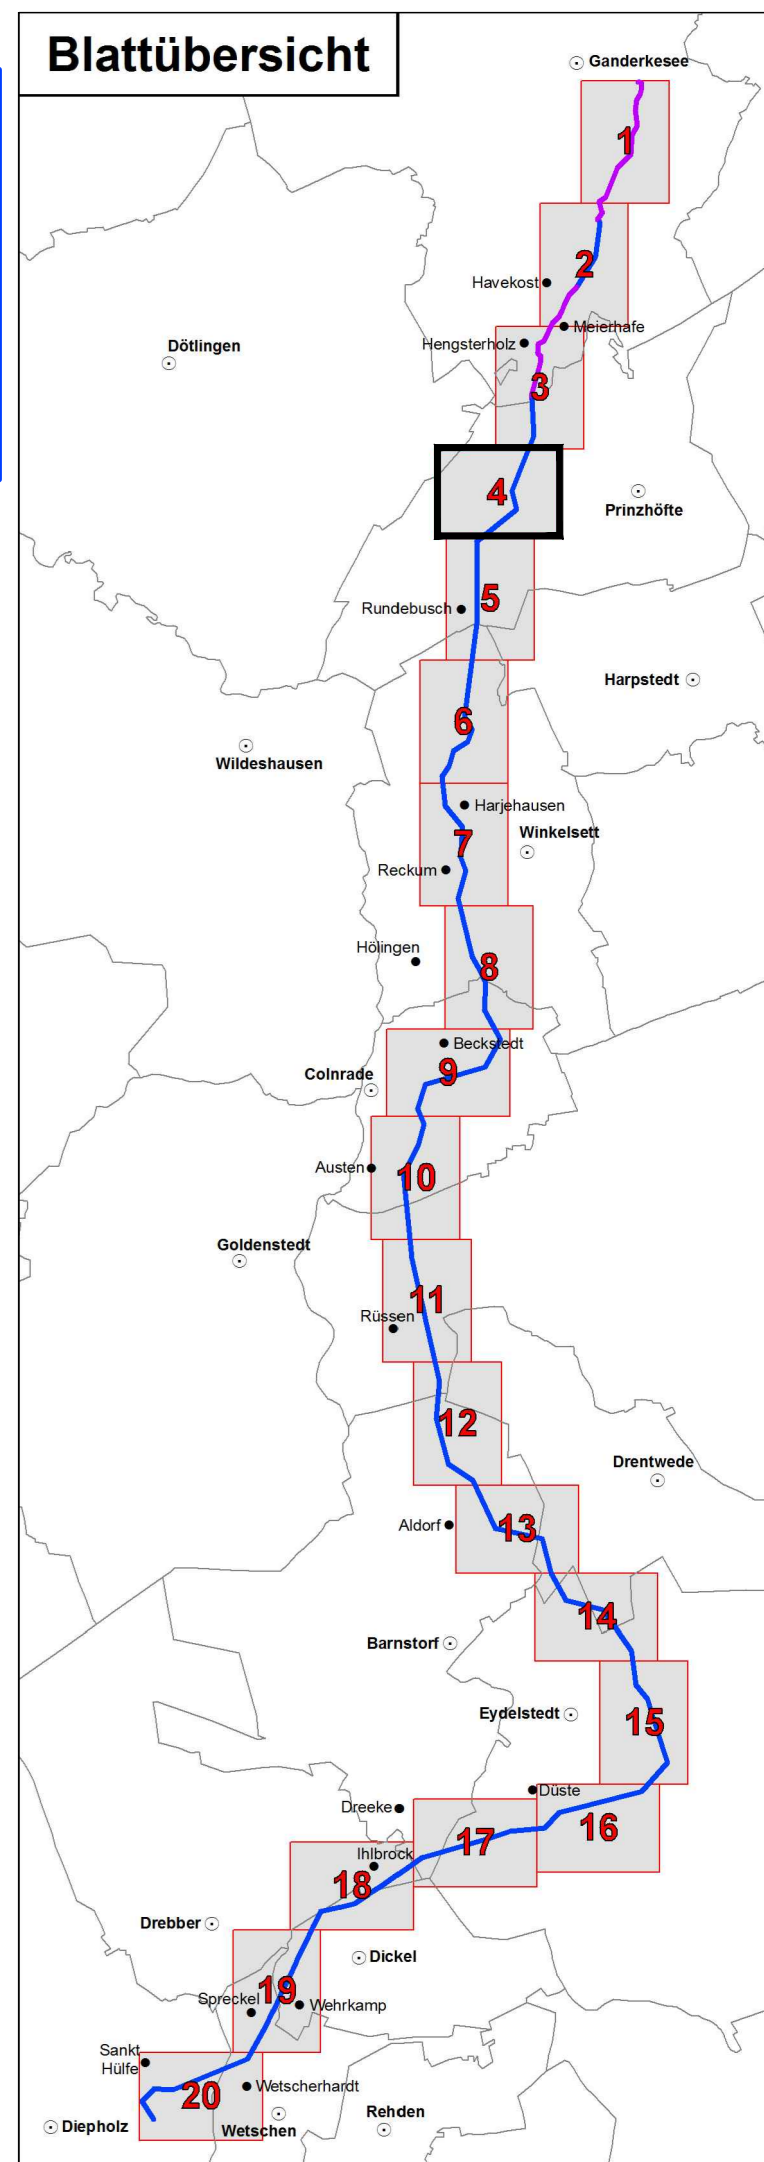 Blattübersicht
Ganderkesee
1
2
Havekost
Meierhafe
Hengsterholz
Dötlingen
3
4
Prinzhöfte
5
Rundebusch
Harpstedt
6
Wildeshausen
Harjehausen
Winkelsett
7
Reckum
Hölingen
8
Beckstedt
9
Colnrade
Austen
10
Goldenstedt
11
Rüssen
12
Drentwede
Aldorf
13
14
Barnstorf
Eydelstedt
15
Düste
Dreeke
16
17
Ihlbrock
18
Drebber
Dickel
19
Spreckel
Wehrkamp
Sankt
Hülfe
Wetscherhardt
20
Diepholz
Wetschen
Rehden